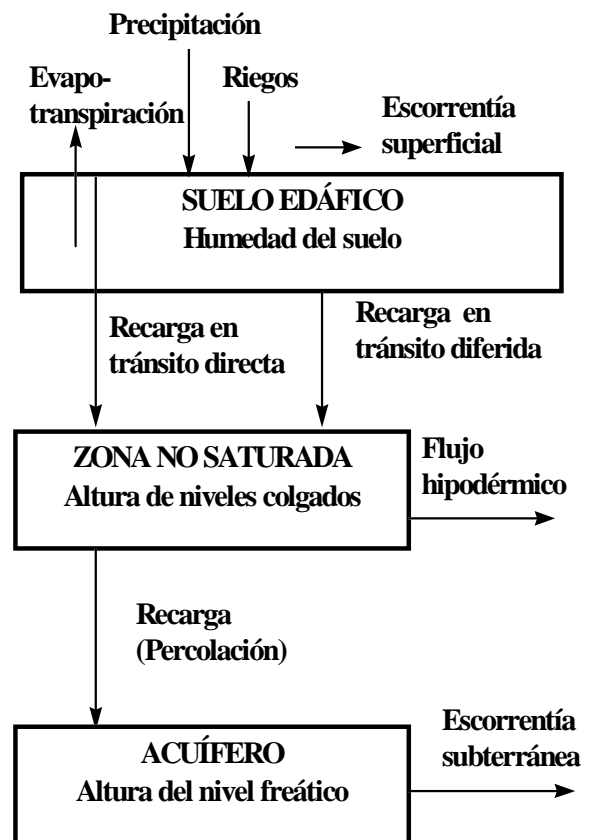 Precipitación
Evapo-
transpiración
Riegos
Escorrentía
superficial
SUELO EDÁFICO
Humedad del suelo
Recarga en
tránsito directa
Recarga en
tránsito diferida
ZONA NO SATURADA
Altura de niveles colgados
Flujo
hipodérmico
Recarga
(Percolación)
ACUÍFERO
Altura del nivel freático
Escorrentía
subterránea